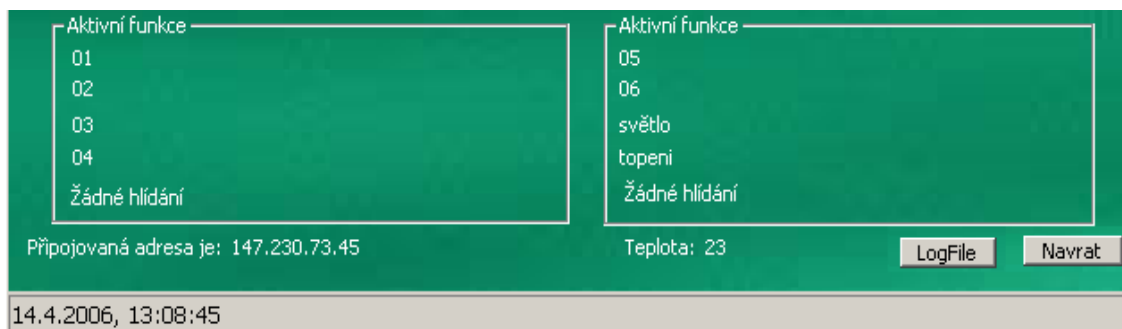 Aktivní funkce
01
02
03
04
Žádné hlídání
Aktivní funkce
05
06
světlo
topeni
Žádné hlídání
Připojovaná adresa je: 147.230.73.45
Teplota: 23
LogFile
Navrat
14.4.2006, 13:08:45